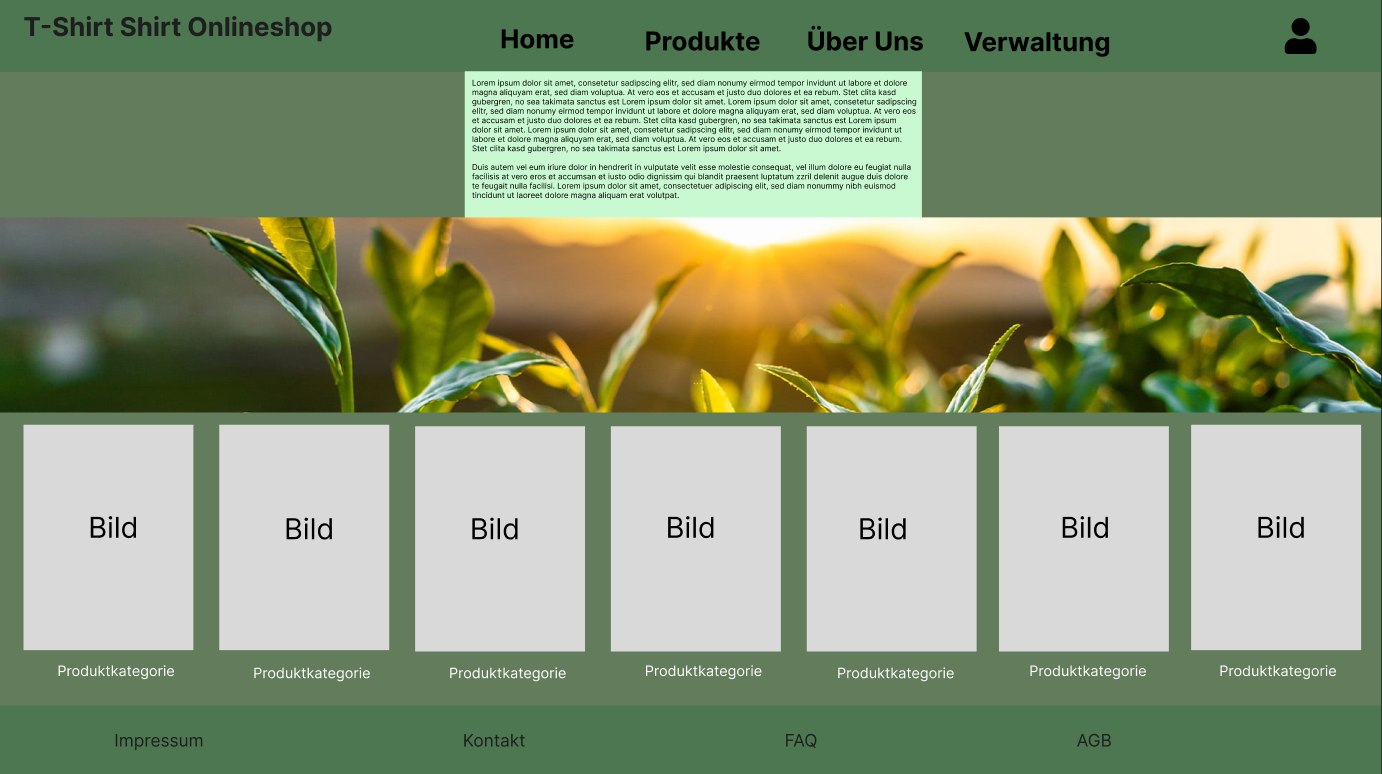 T-Shirt Shirt Onlineshop
Home
Produkte
Über Uns
Verwaltung
Lorem ipsum dolor sit amet, consetetur sadipscing elitr, sed diam nonumy eirmod tempor invidunt ut labore et dolore
magna aliquyam erat, sed diam voluptua. At vero eos et accusam et justo duo dolores et ea rebum. Stet clita kasd
gubergren, no sea takimata sanctus est Lorem ipsum dolor sit amet. Lorem ipsum dolor sit amet, consetetur sadipscing
elitr, sed diam nonumy eirmod tempor invidunt ut labore et dolore magna aliquyam erat, sed diam voluptua. At vero eos
et accusam et justo duo dolores et ea rebum. Stet clita kasd gubergren, no sea takimata sanctus est Lorem ipsum
dolor sit amet. Lorem ipsum dolor sit amet, consetetur sadipscing elitr, sed diam nonumy eirmod tempor invidunt ut
labore et dolore magna aliquyam erat, sed diam voluptua. At vero eos et accusam et justo duo dolores et ea rebum.
Stet clita kasd gubergren, no sea takimata sanctus est Lorem ipsum dolor sit amet.
Duis autem vel eum iriure dolor in hendrerit in vulputate velit esse molestie consequat, vel illum dolore eu feugiat nulla
facilisis at vero eros et accumsan et iusto odio dignissim qui blandit praesent luptatum zzril delenit augue duis dolore
te feugait nulla facilisi. Lorem ipsum dolor sit amet, consectetuer adipiscing elit, sed diam nonummy nibh euismod
tincidunt ut laoreet dolore magna aliquam erat volutpat.
Bild
Bild
Bild
Bild
Bild
Bild
Bild
Produktkategorie
Produktkategorie
Produktkategorie
Produktkategorie
Produktkategorie
Produktkategorie
Produktkategorie
Impressum
Kontakt
FAQ
AGB